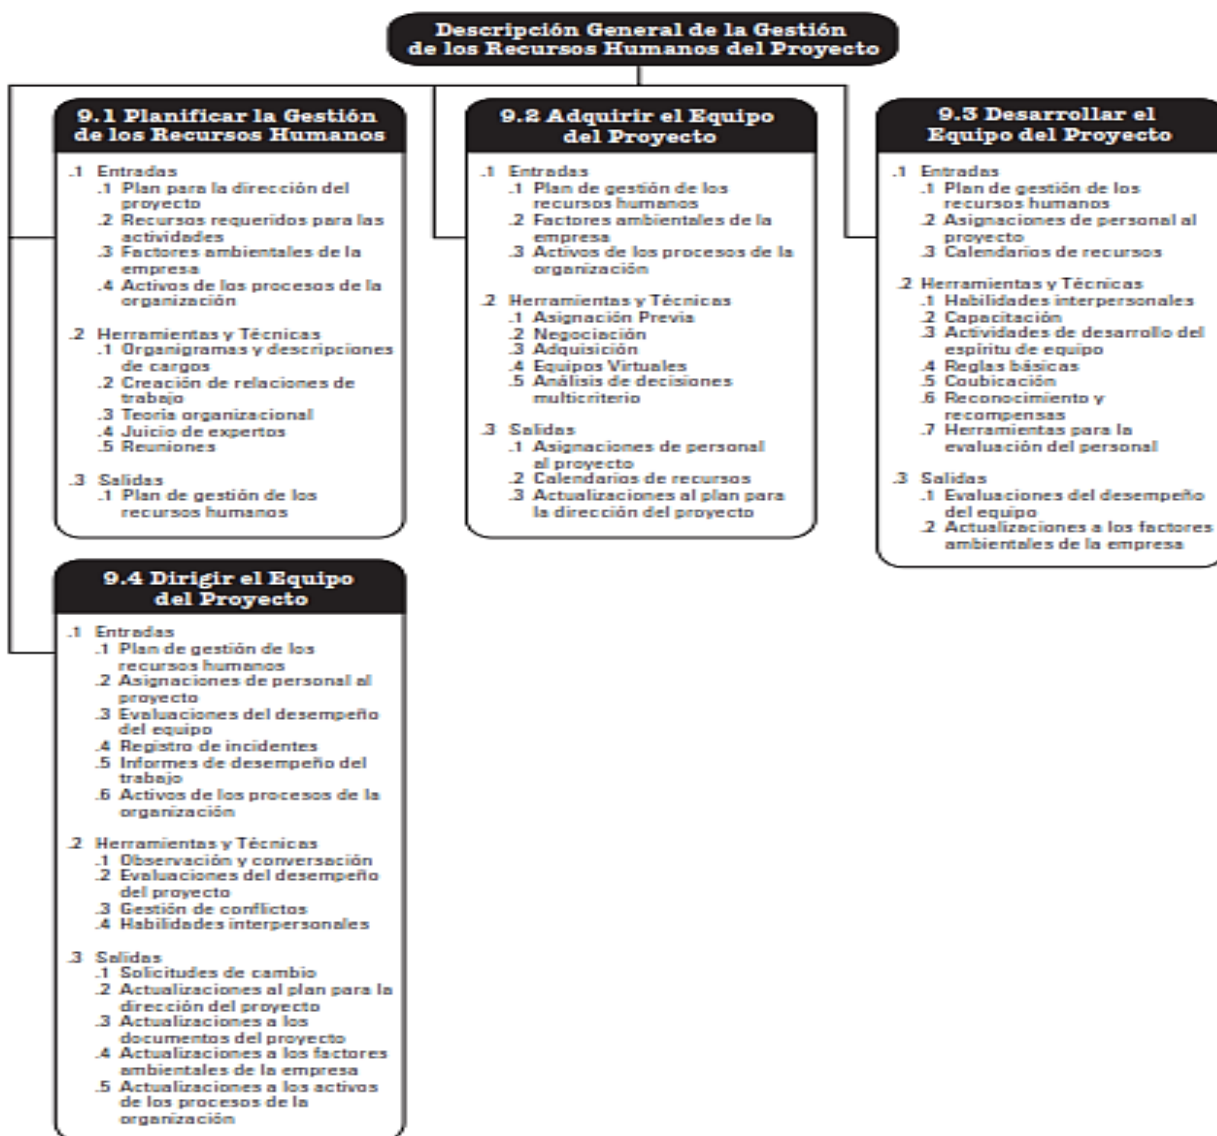 Descripción General de la Gestión
de los Recursos Humanos del Proyecto
9.1 Planificar la Gestión
de los Recursos Humanos
.1 Entradas
.1 Plan para la dirección del
proyecto
.2 Recursos requeridos para las
actividades
.3 Factores ambientales de la
empresa
.4 Activos de los procesos de la
organización
.2 Herramientas y Técnicas
.1 Organigramas y descripciones
de cargos
.2 Creación de relaciones de
trabajo
.3 Teoría organizacional
.4 Juicio de expertos
.5 Reuniones
.3 Salidas
.1 Plan de gestión de los
recursos humanos
9.2 Adquirir el Equipo
del Proyecto
.1 Entradas
.1 Plan de gestión de los
recursos humanos
.2 Factores ambientales de la
empresa
.3 Activos de los procesos de la
organización
.2 Herramientas y Técnicas
.1 Asignación Previa
.2 Negociación
.3 Adquisición
.4 Equipos Virtuales
.5 Análisis de decisiones
multicriterio
.3 Salidas
.1 Asignaciones de personal
al proyecto
.2 Calendarios de recursos
.3 Actualizaciones al plan para
la dirección del proyecto
9.3 Desarrollar el
Equipo del Proyecto
.1 Entradas
.1 Plan de gestión de los
recursos humanos
.2 Asignaciones de personal al
proyecto
.3 Calendarios de recursos
.2 Herramientas y Técnicas
.1 Habilidades interpersonales
.2 Capacitación
.3 Actividades de desarrollo del
espíritu de equipo
.4 Reglas básicas
.5 Coubicación
.6 Reconocimiento y
recompensas
.7 Herramientas para la
evaluación del personal
.3 Salidas
.1 Evaluaciones del desempeño
del equipo
.2 Actualizaciones a los factores
ambientales de la empresa
9.4 Dirigir el Equipo
del Proyecto
.1 Entradas
.1 Plan de gestión de los
recursos humanos
.2 Asignaciones de personal al
proyecto
.3 Evaluaciones del desempeño
del equipo
.4 Registro de incidentes
.5 Informes de desempeño del
trabajo
.6 Activos de los procesos de la
organización
.2 Herramientas y Técnicas
.1 Observación y conversación
.2 Evaluaciones del desempeño
del proyecto
.3 Gestión de conflictos
.4 Habilidades interpersonales
.3 Salidas
.1 Solicitudes de cambio
.2 Actualizaciones al plan para la
dirección del proyecto
.3 Actualizaciones a los
documentos del proyecto
.4 Actualizaciones a los factores
ambientales de la empresa
.5 Actualizaciones a los activos
de los procesos de la
organización